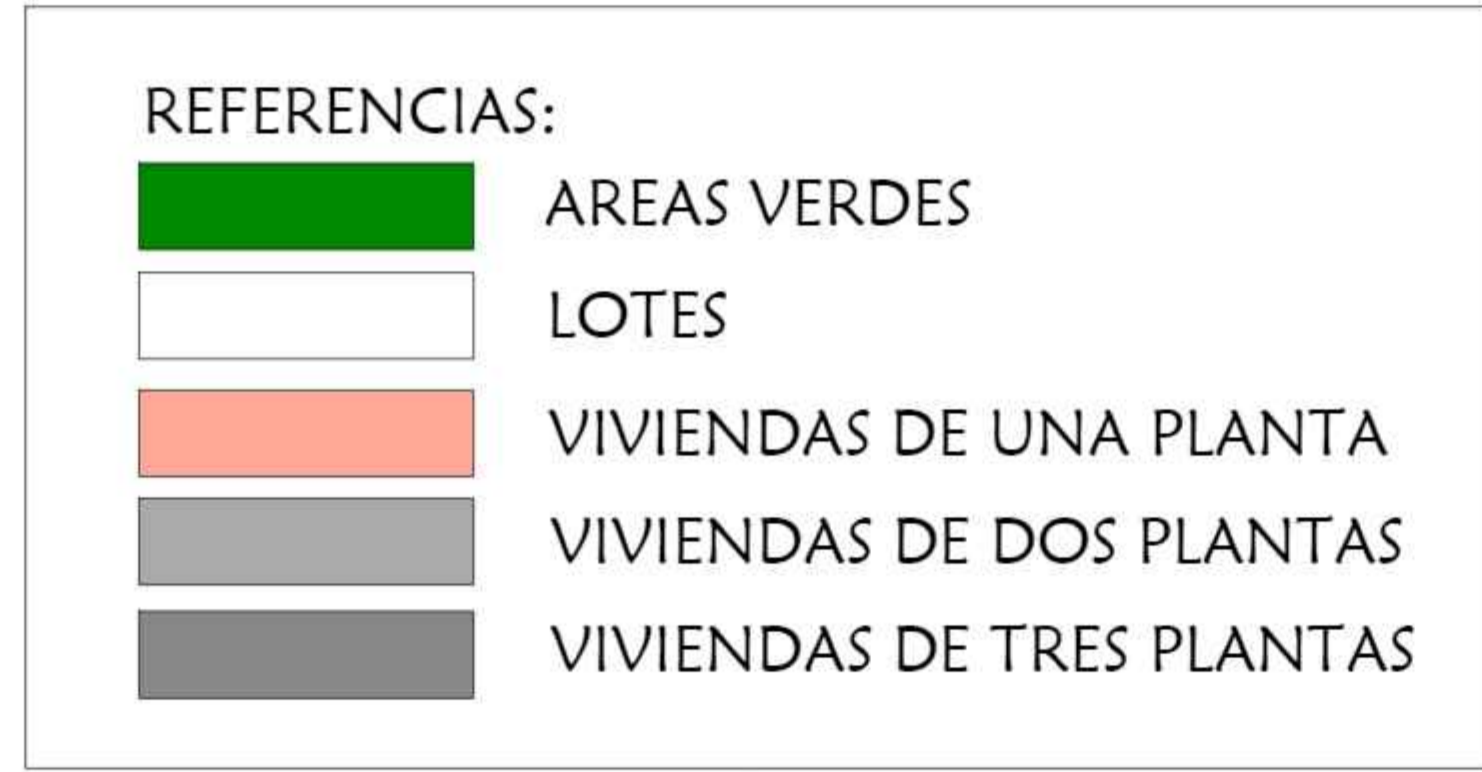 REFERENCIAS:
AREAS VERDES
LOTES
VIVIENDAS DE UNA PLANTA
VIVIENDAS DE DOS PLANTAS
VIVIENDAS DE TRES PLANTAS